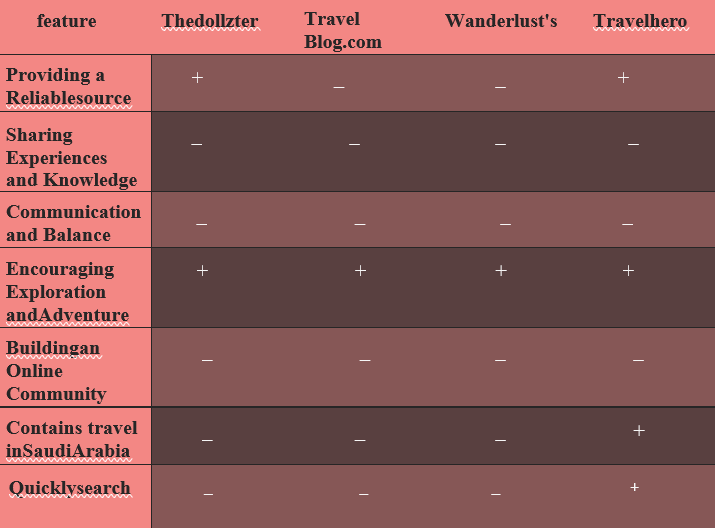 feature Thedollzter Travel Wanderlust's Travelhero
Blog.com
Providing a + _ _ +
Reliablesource
Sharing _ _ _ _
Experiences
and Knowledge
Communication _ _ _ _
and Balance
Encouraging + + + +
Exploration
andAdventure
Buildingan _ _ _ _
Online
Community
Contains travel _ _ _ +
inSaudiArabia
Quicklysearch _ _ _ +